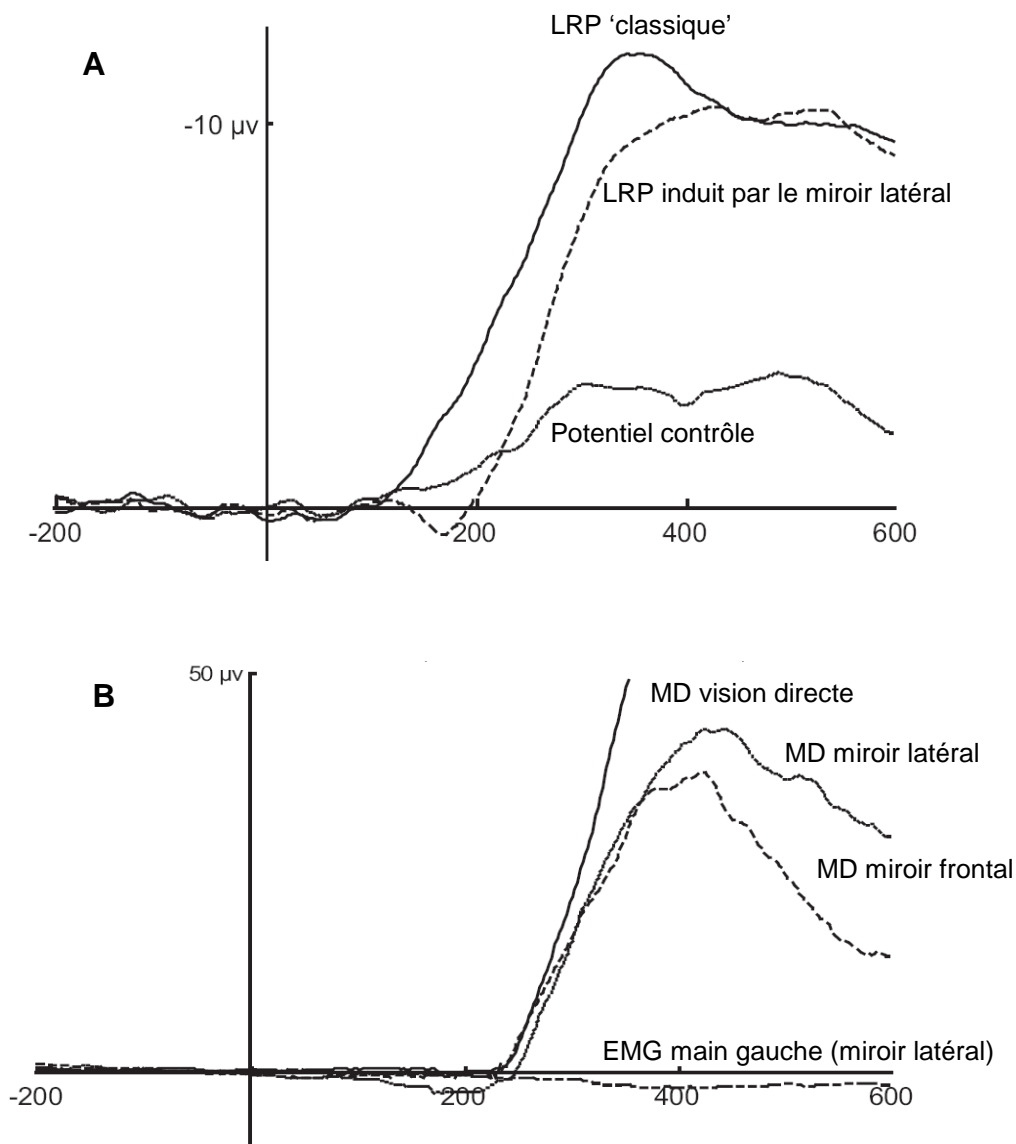 LRP ‘classique’
A
-10 µv
LRP induit par le miroir latéral
Potentiel contrôle
-200 200 400 600
50 µv
B
MD vision directe
MD miroir latéral
MD miroir frontal
EMG main gauche (miroir latéral)
-200 200 400 600